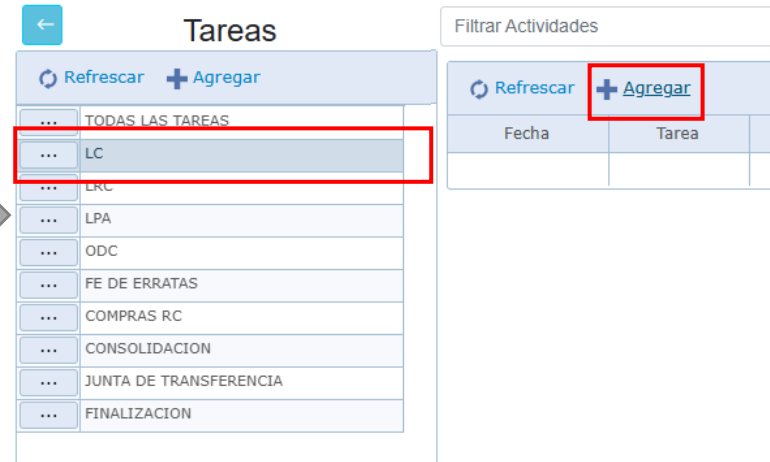 ←
Tareas
Refrescar
Agregar
...
TODAS LAS TAREAS
...
LC
...
LRC
...
LPA
...
ODC
...
FE DE ERRATAS
...
COMPRAS RC
...
CONSOLIDACION
...
JUNTA DE TRANSFERENCIA
...
FINALIZACION
Filtrar Actividades
Refrescar
Agregar
Fecha
Tarea